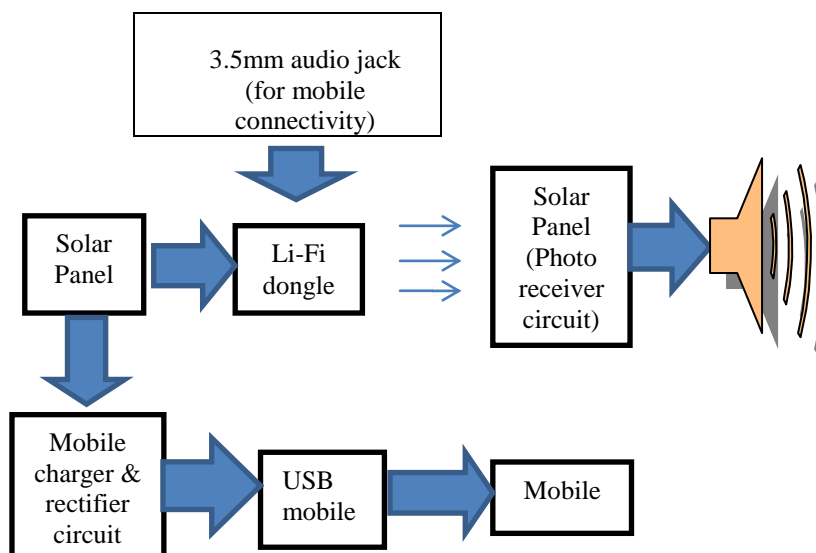 3.5mm audio jack
(for mobile
connectivity)
Solar
Panel
Li-Fi
dongle
Solar
Panel
(Photo
receiver
circuit)
Mobile
charger &
rectifier
circuit
USB
mobile
Mobile